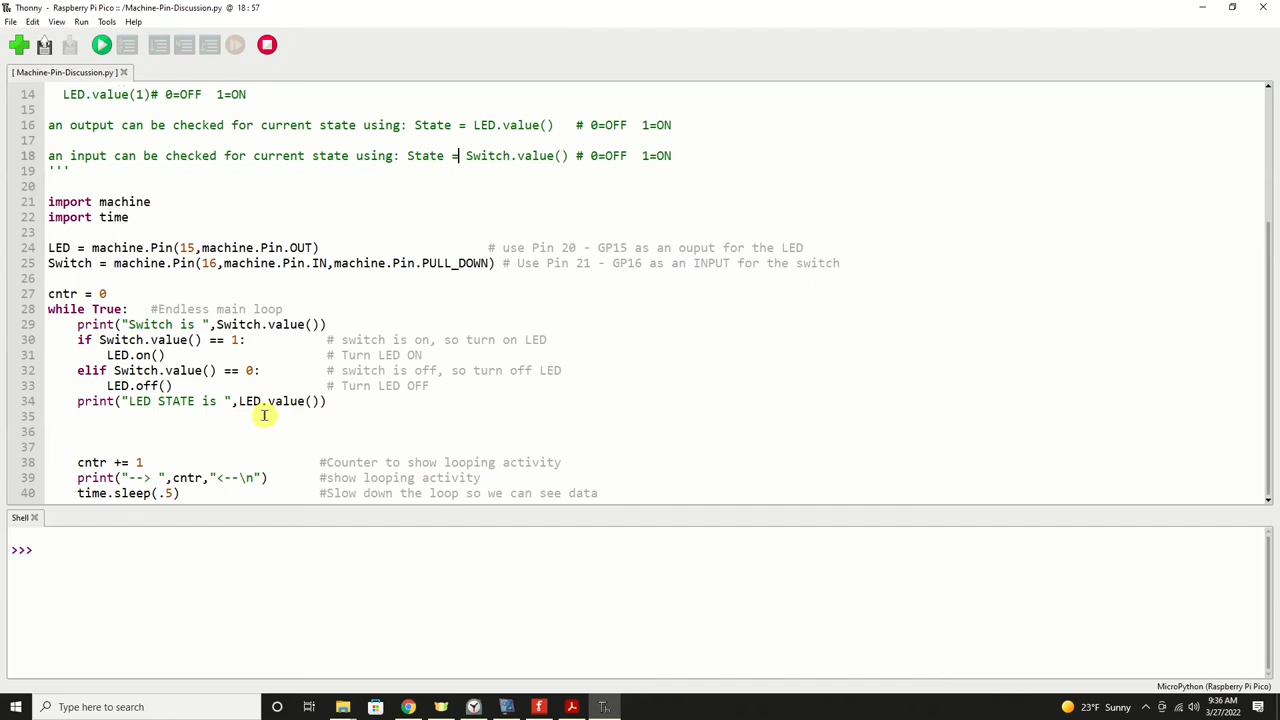 Thonny - Raspberry Pi Pico :: /Machine-Pin-Discussion.py @ 18 : 57
File Edit View Run Tools Help
[ Machine-Pin-Discussion.py ]
14   LED.value(1)# 0=OFF  1=ON
15
16 an output can be checked for current state using: State = LED.value()   # 0=OFF  1=ON
17
18 an input can be checked for current state using: State = Switch.value() # 0=OFF  1=ON
19 '''
20
21 import machine
22 import time
23
24 LED = machine.Pin(15,machine.Pin.OUT)                       # use Pin 20 - GP15 as an ouput for the LED
25 Switch = machine.Pin(16,machine.Pin.IN,machine.Pin.PULL_DOWN) # Use Pin 21 - GP16 as an INPUT for the switch
26
27 cntr = 0
28 while True:   #Endless main loop
29     print("Switch is ",Switch.value())
30     if Switch.value() == 1:           # switch is on, so turn on LED
31         LED.on()                      # Turn LED ON
32     elif Switch.value() == 0:         # switch is off, so turn off LED
33         LED.off()                     # Turn LED OFF
34     print("LED STATE is ",LED.value())
35
36
37
38     cntr += 1                        #Counter to show looping activity
39     print("--> ",cntr,"<--\n")       #show looping activity
40     time.sleep(.5)                   #Slow down the loop so we can see data
Shell
>>>
MicroPython (Raspberry Pi Pico)
Type here to search
23°F Sunny
9:36 AM
3/27/2022